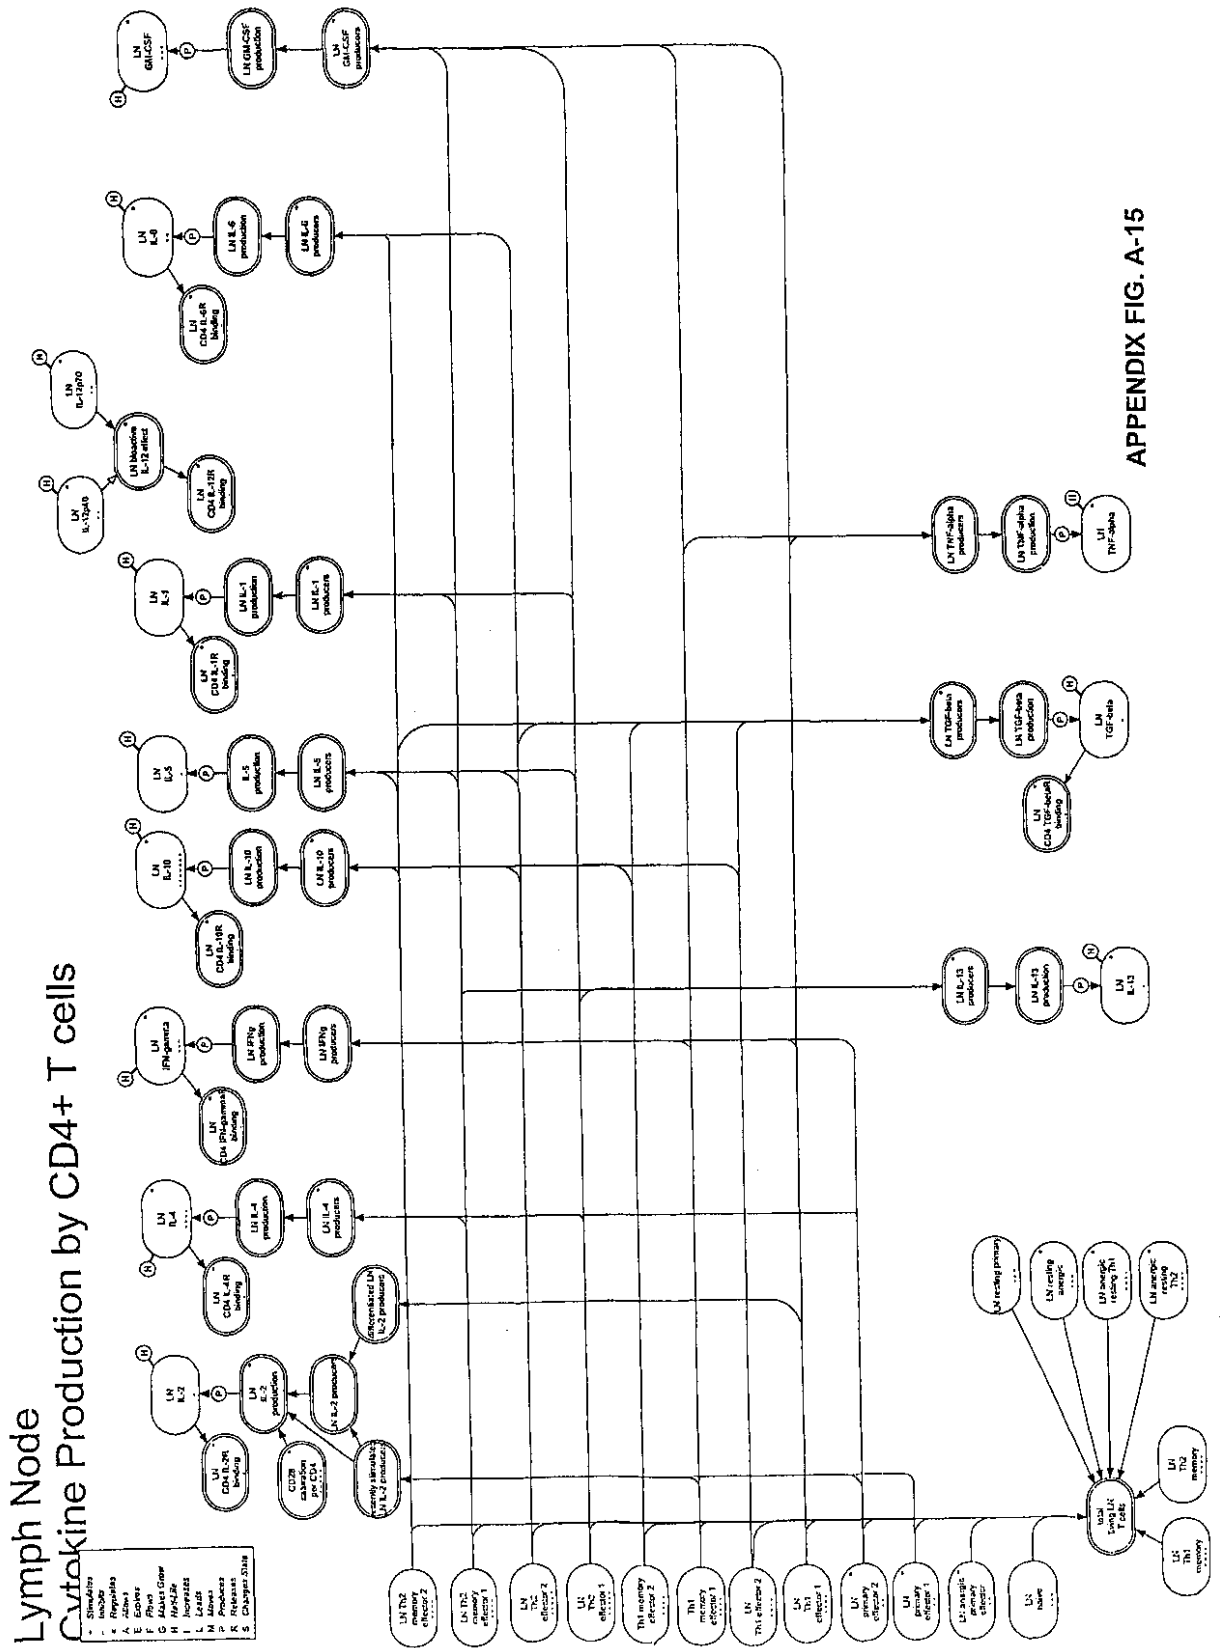 Lymph Node
Cytokine Production by CD4+ T cells
+ Stimulates
- Inhibits
A Allows
E Evolves
F Flows
G Makes Grow
H Half-life
I Increases
L Leads
M Moves
P Produces
R Releases
S Changes State
H
LN
IL-2
P
LN
CD4 IL-2R
binding
LN
IL-2
production
LN IL-2 producers
CD28
saturation
per CD4
LN IL-2 producers
differentiated LN
IL-2 producers
H
LN
IL-4
P
LN
CD4 IL-4R
binding
LN IL-4
production
LN IL-4
producers
H
LN
IFN-gamma
P
LN
CD4 IFN-gammaR
binding
LN IFNg
production
LN IFNg
producers
H
LN
IL-10
P
LN
CD4 IL-10R
binding
LN IL-10
production
LN IL-10
producers
H
LN
IL-5
P
IL-5
production
LN IL-5
producers
H
LN
IL-1
P
LN
CD4 IL-1R
binding
LN IL-1
production
LN IL-1
producers
H
LN
IL-12p40
H
LN
IL-12p70
LN bioactive
IL-12 effect
LN
CD4 IL-12R
binding
H
LN
P
LN
CD4 IL-6R
binding
LN IL-6
production
LN IL-6
producers
H
LN
GM-CSF
P
LN GM-CSF
production
LN
GM-CSF
producers
LN Th2
memory
effector 2
LN Th2
memory
effector 1
LN
Th2
effector 2
LN
Th2
effector 1
Th1 memory
effector 2
Th1
memory
effector 1
LN
Th1 effector 2
LN
Th1
effector 1
LN
primary
effector 2
LN
primary
effector 1
LN anergic
primary
effector
LN
naive
total
living LN
T cells
LN
Th1
memory
LN
Th2
memory
LN resting primary
LN resting
anergic
LN anergic
resting Th1
LN anergic
resting
Th2
LN IL-13
producers
LN IL-13
production
P
H
LN
IL-13
LN TGF-beta
producers
LN TGF-beta
production
P
H
LN
TGF-beta
LN
CD4 TGF-betaR
binding
LN TNF-alpha
producers
LN TNF-alpha
production
P
H
LN
TNF-alpha
APPENDIX FIG. A-15